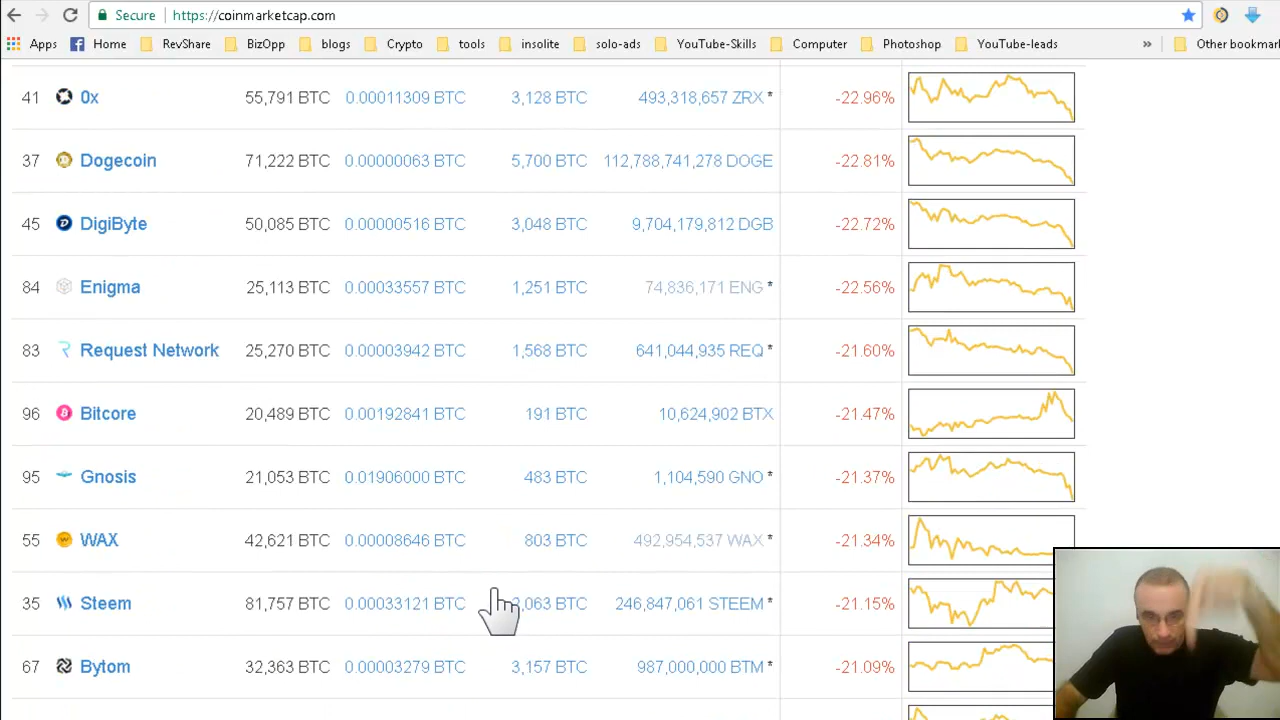 Secure https://coinmarketcap.com
Apps Home RevShare BizOpp blogs Crypto tools insolite solo-ads YouTube-Skills Computer Photoshop YouTube-leads » Other bookmar
41 0x 55,791 BTC 0.00011309 BTC 3,128 BTC 493,318,657 ZRX * -22.96%
37 Dogecoin 71,222 BTC 0.00000063 BTC 5,700 BTC 112,788,741,278 DOGE -22.81%
45 DigiByte 50,085 BTC 0.00000516 BTC 3,048 BTC 9,704,179,812 DGB -22.72%
84 Enigma 25,113 BTC 0.00033557 BTC 1,251 BTC 74,836,171 ENG * -22.56%
83 Request Network 25,270 BTC 0.00003942 BTC 1,568 BTC 641,044,935 REQ * -21.60%
96 Bitcore 20,489 BTC 0.00192841 BTC 191 BTC 10,624,902 BTX -21.47%
95 Gnosis 21,053 BTC 0.01906000 BTC 483 BTC 1,104,590 GNO * -21.37%
55 WAX 42,621 BTC 0.00008646 BTC 803 BTC 492,954,537 WAX * -21.34%
35 Steem 81,757 BTC 0.00033121 BTC ,063 BTC 246,847,061 STEEM * -21.15%
67 Bytom 32,363 BTC 0.00003279 BTC 3,157 BTC 987,000,000 BTM * -21.09%